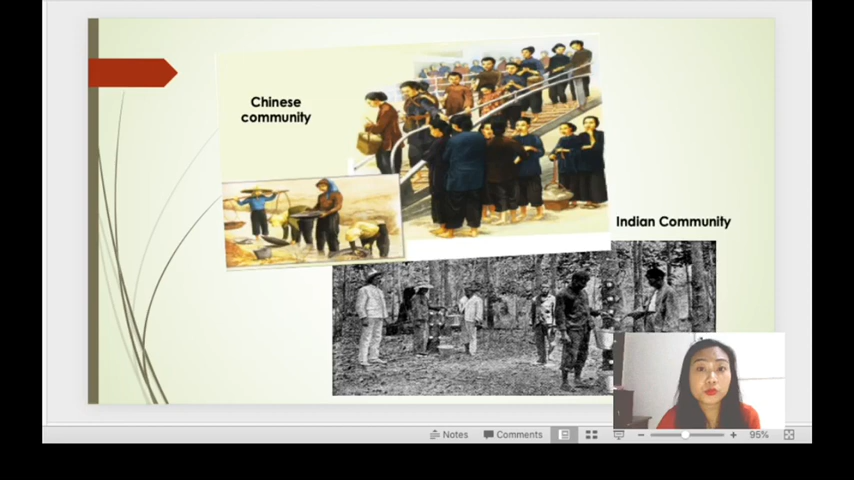 Chinese
community
Indian Community
Notes
Comments
95%